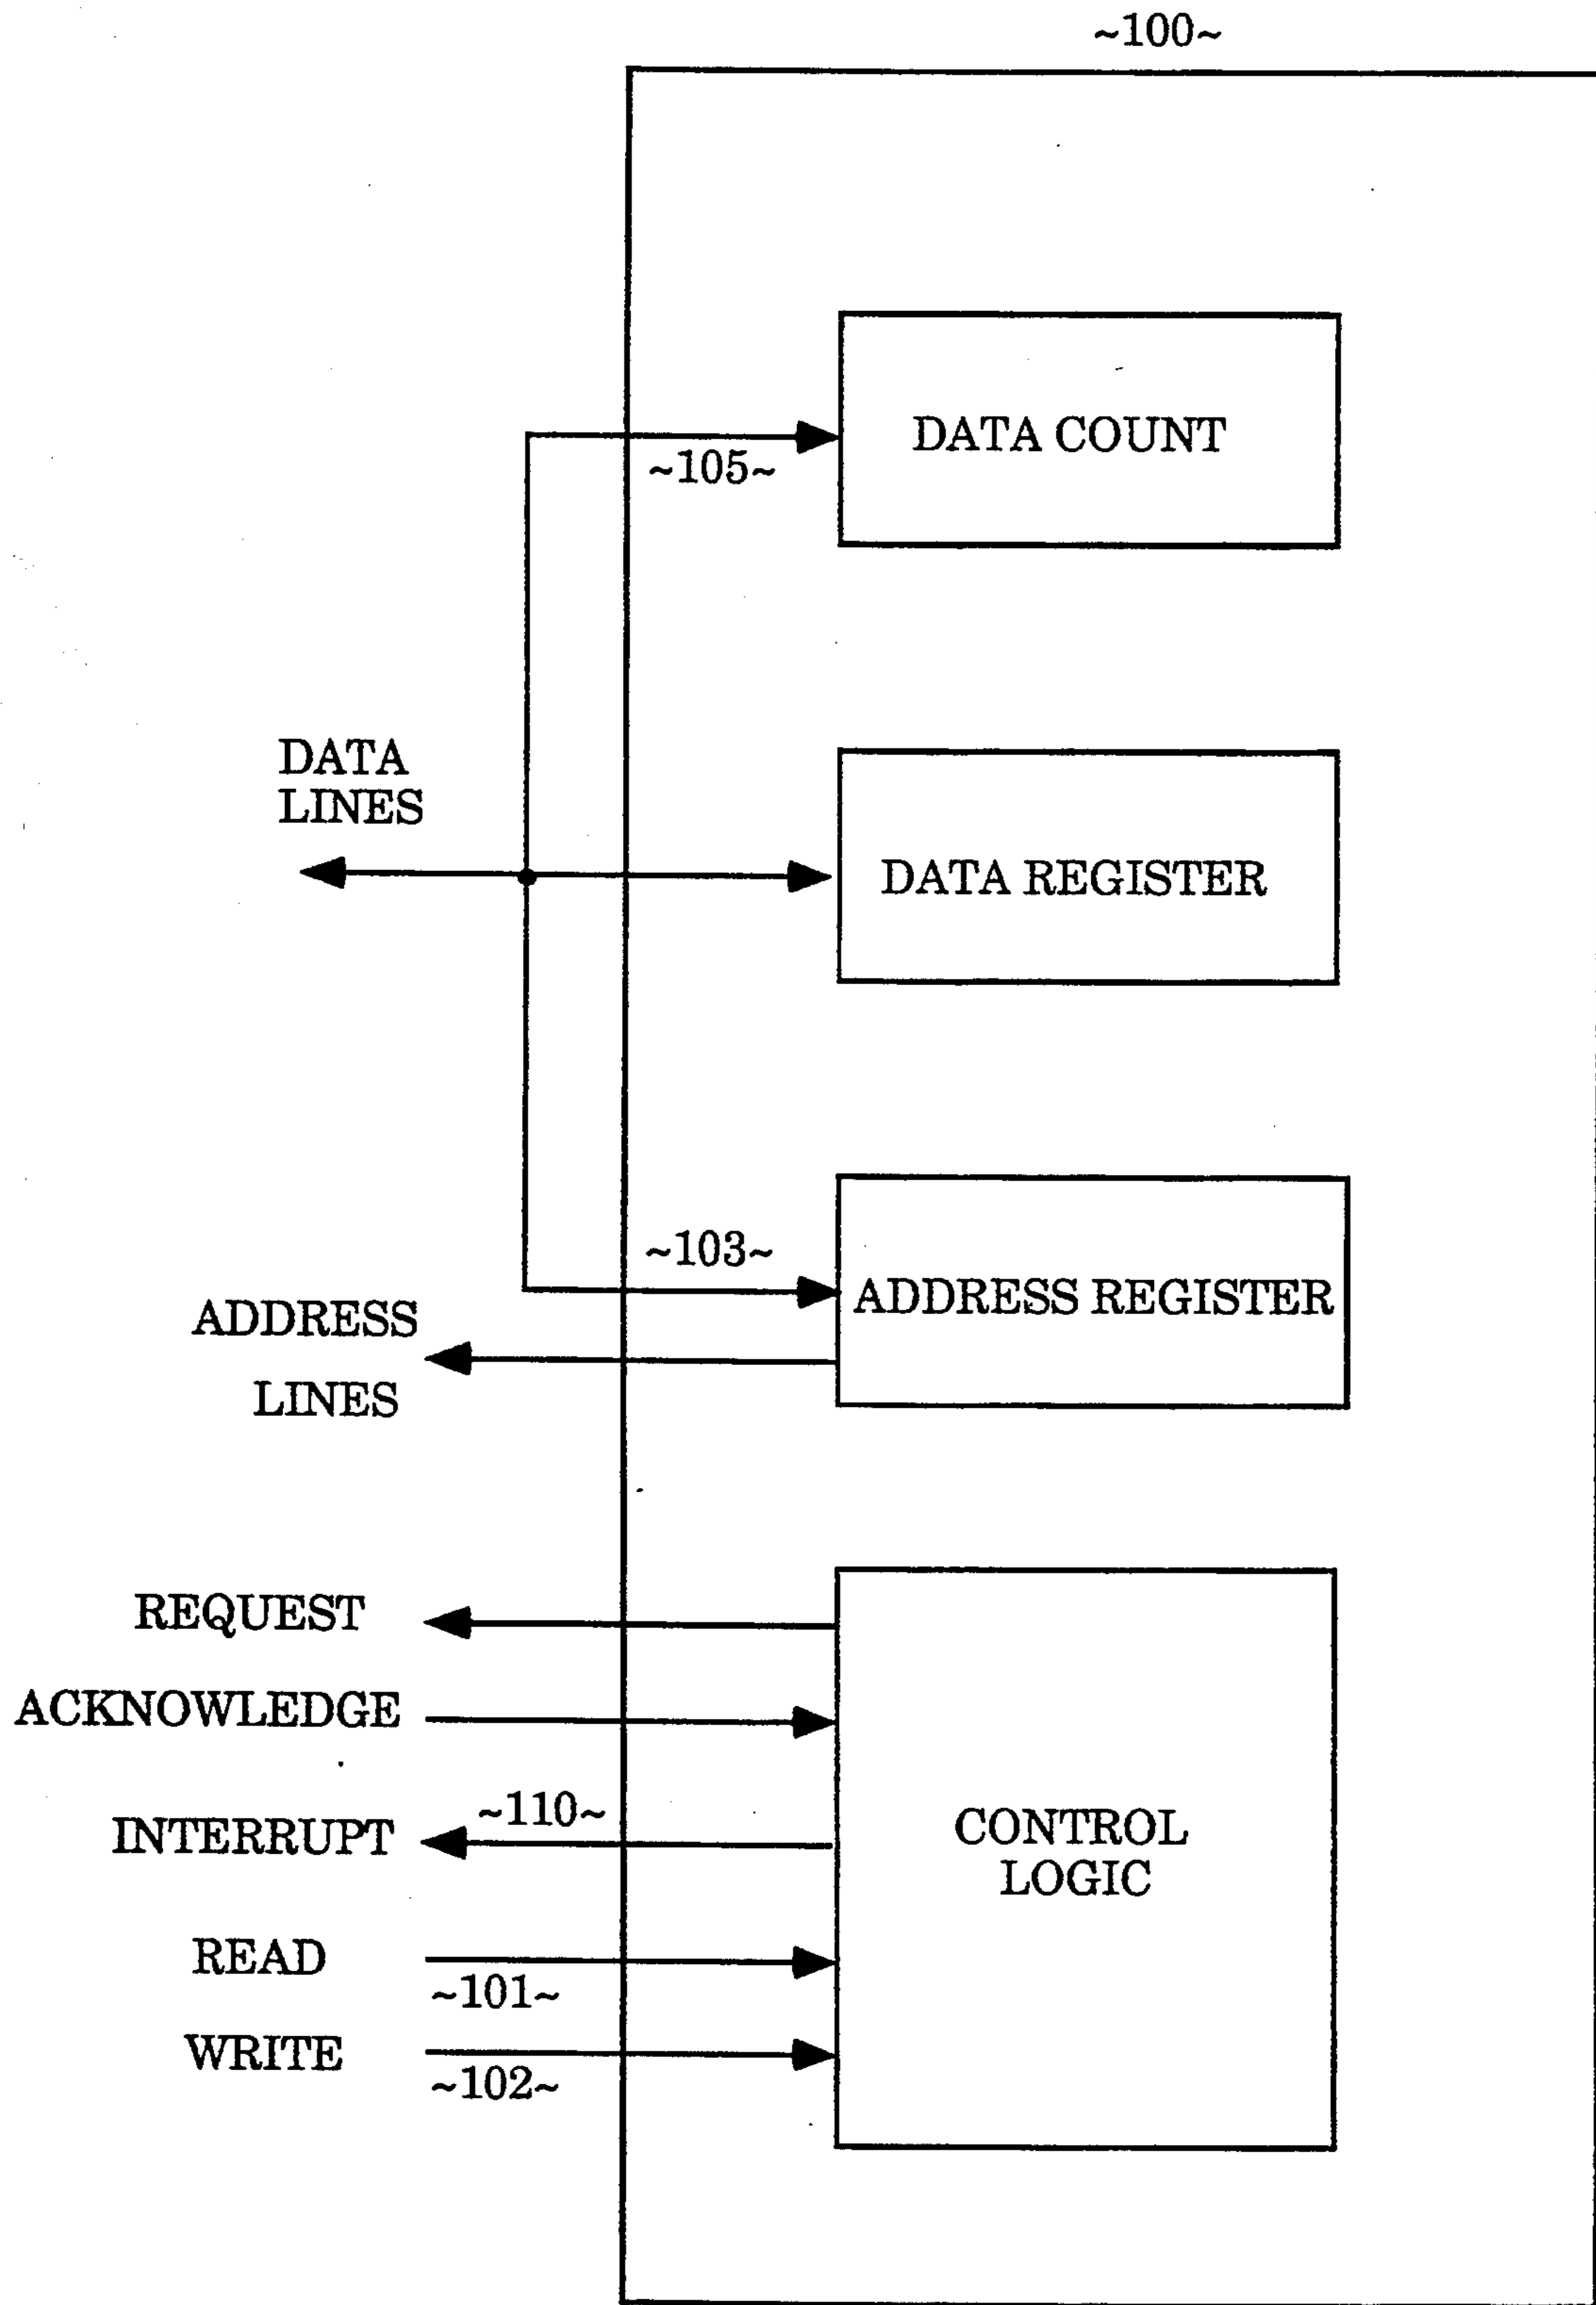 ~100~
DATA COUNT
~105~
DATA
LINES
DATA REGISTER
~103~
ADDRESS REGISTER
ADDRESS
LINES
REQUEST
ACKNOWLEDGE
~110~
INTERRUPT
CONTROL
LOGIC
READ
~101~
WRITE
~102~